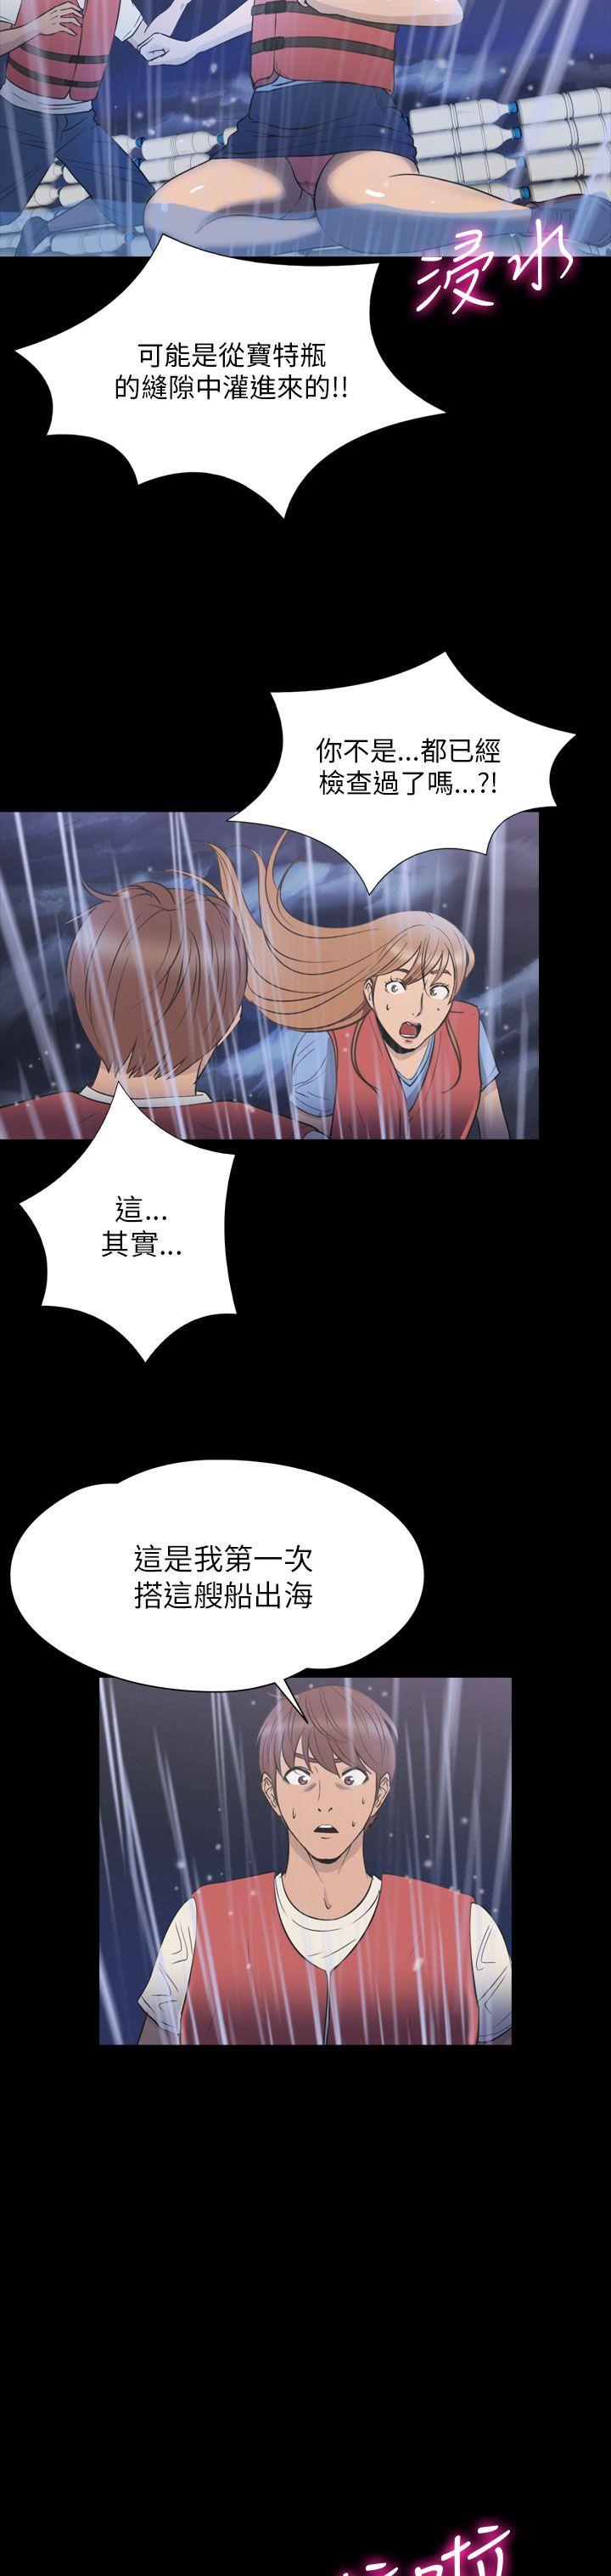 浸水
可能是從寶特瓶
的縫隙中灌進來的!!
你不是...都已經
檢查過了嗎...?!
這...
其實...
這是我第一次
搭這艘船出海
啦